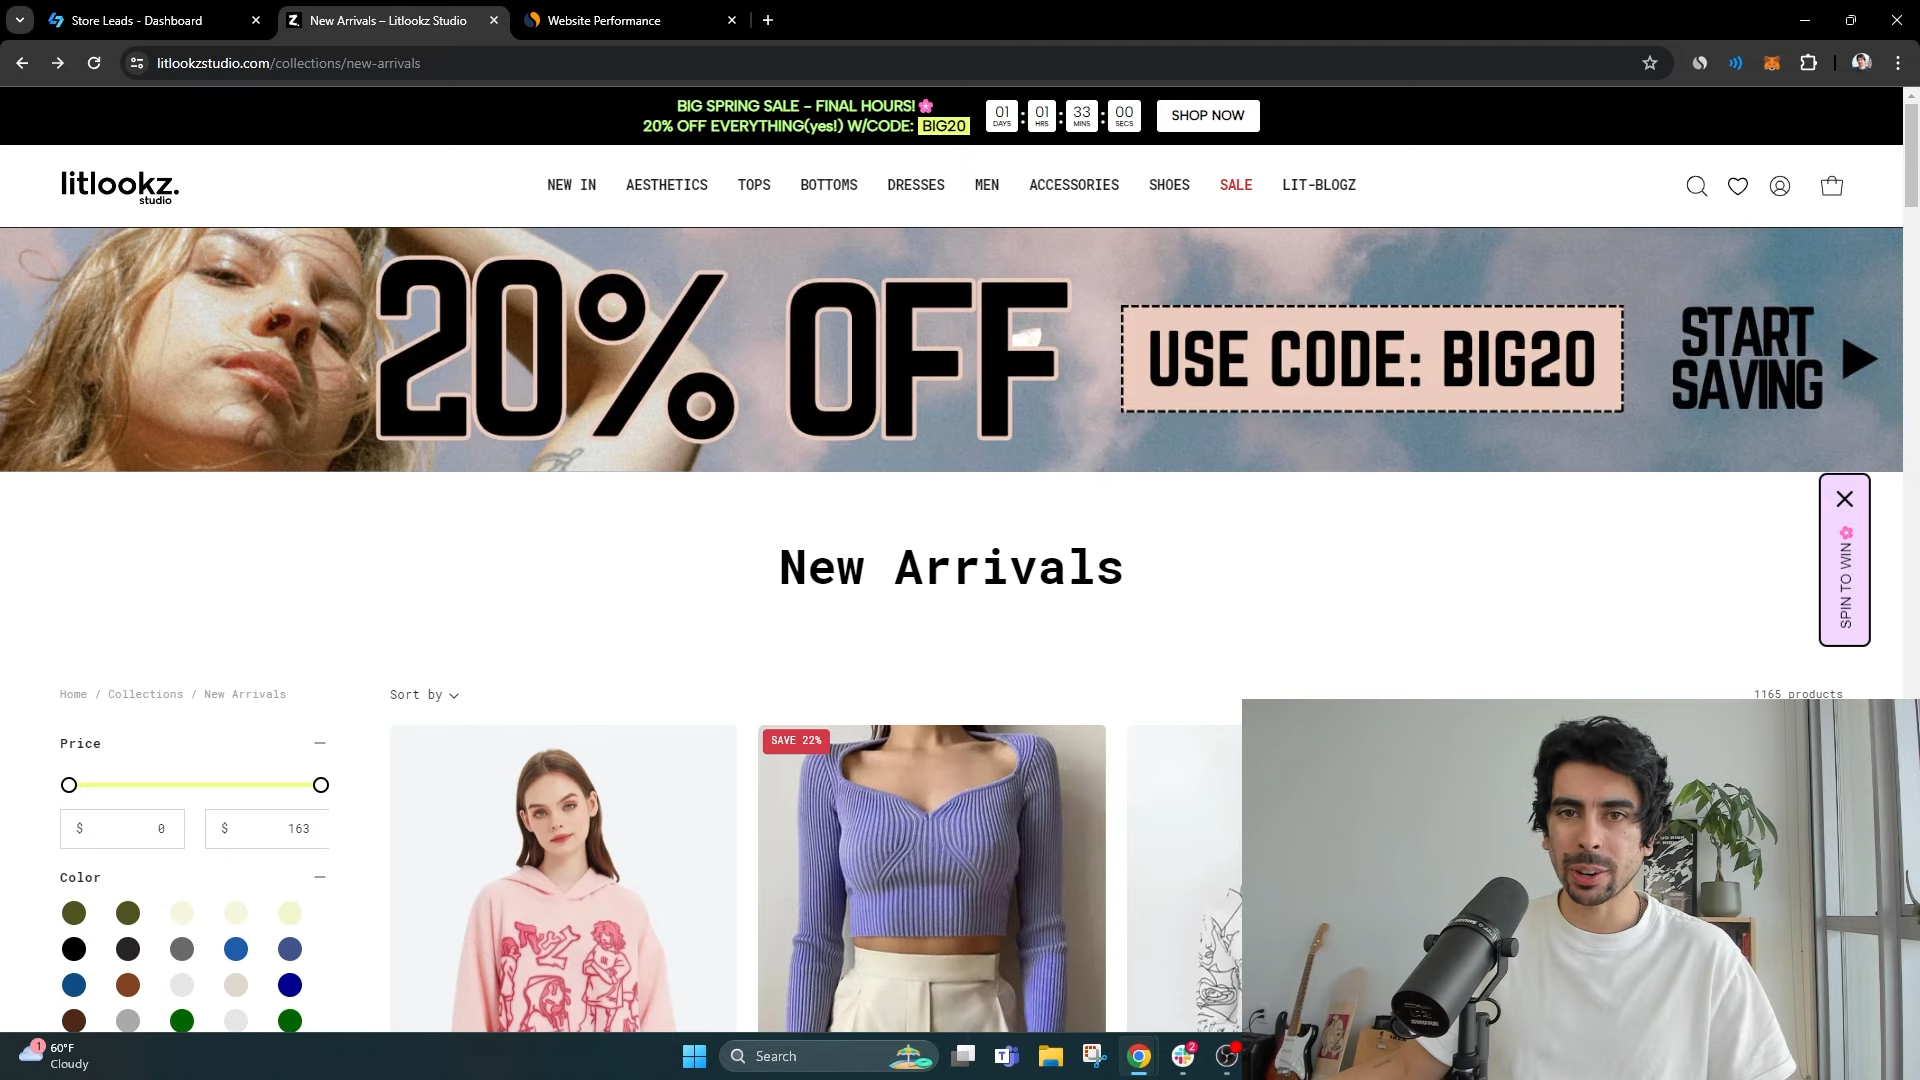 Store Leads - Dashboard
New Arrivals – Litlookz Studio
Website Performance
litlookzstudio.com/collections/new-arrivals
BIG SPRING SALE - FINAL HOURS!🌸
20% OFF EVERYTHING(yes!) W/CODE: BIG20
01 : 01 : 33 : 00
DAYS HRS MINS SECS
SHOP NOW
litlookz.
studio
NEW IN
AESTHETICS
TOPS
BOTTOMS
DRESSES
MEN
ACCESSORIES
SHOES
SALE
LIT-BLOGZ
20% OFF
USE CODE: BIG20
START
SAVING
SPIN TO WIN🌸
New Arrivals
Home / Collections / New Arrivals
Sort by
1165 products
Price
$ 0
$ 163
Color
SAVE 22%
1
60°F
Cloudy
Search
2